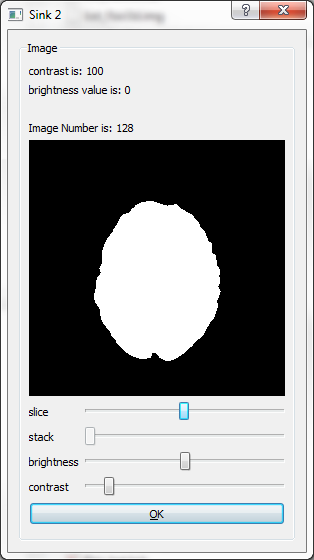 Sink 2
Image
contrast is: 100
brightness value is: 0
Image Number is: 128
slice
stack
brightness
contrast
OK